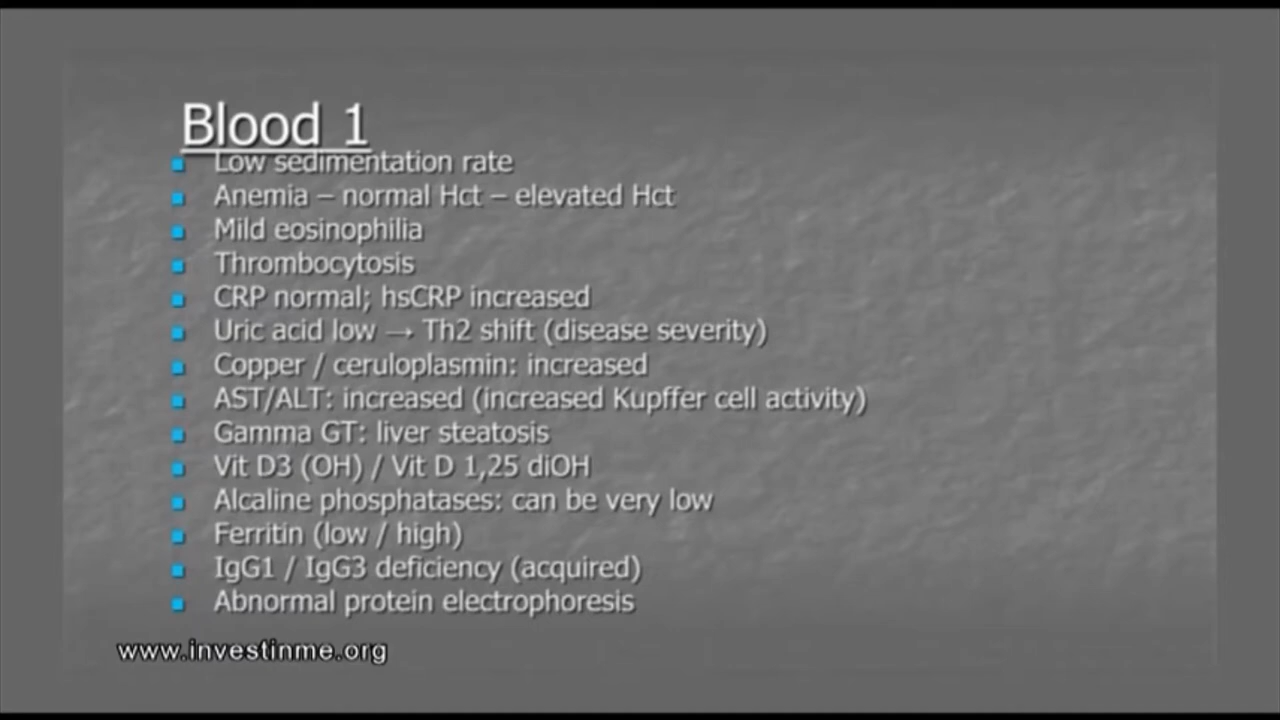 Blood 1
Low sedimentation rate
Anemia – normal Hct – elevated Hct
Mild eosinophilia
Thrombocytosis
CRP normal; hsCRP increased
Uric acid low → Th2 shift (disease severity)
Copper / ceruloplasmin: increased
AST/ALT: increased (increased Kupffer cell activity)
Gamma GT: liver steatosis
Vit D3 (OH) / Vit D 1,25 diOH
Alcaline phosphatases: can be very low
Ferritin (low / high)
IgG1 / IgG3 deficiency (acquired)
Abnormal protein electrophoresis
www.investinme.org